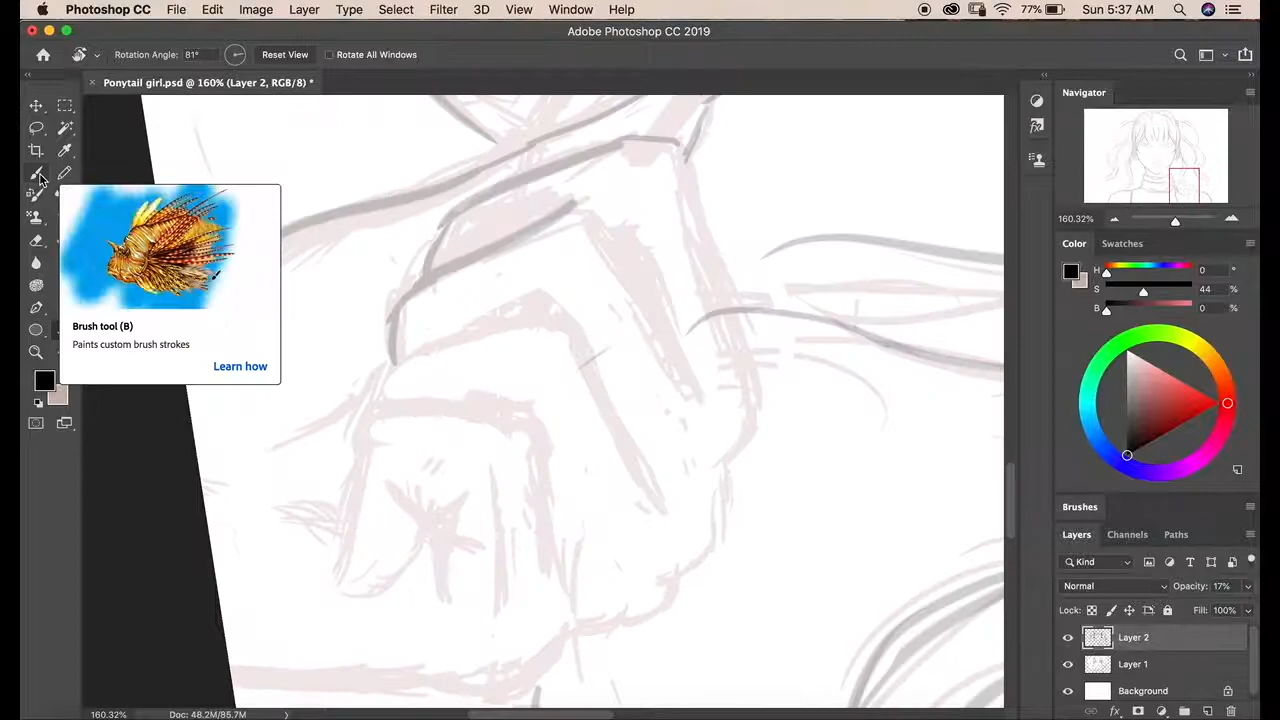 Photoshop CC File Edit Image Layer Type Select Filter 3D View Window Help 77% Sun 5:37 AM
Adobe Photoshop CC 2019
Rotation Angle: 81° Reset View Rotate All Windows
Ponytail girl.psd @ 160% (Layer 2, RGB/8) *
Navigator
160.32%
Color Swatches
H 0 °
S 44 %
B 0 %
Brush tool (B)
Paints custom brush strokes
Learn how
Brushes
Layers Channels Paths
Kind
Normal Opacity: 17%
Lock: Fill: 100%
Layer 2
Layer 1
Background
160.32% Doc: 48.2M/85.7M